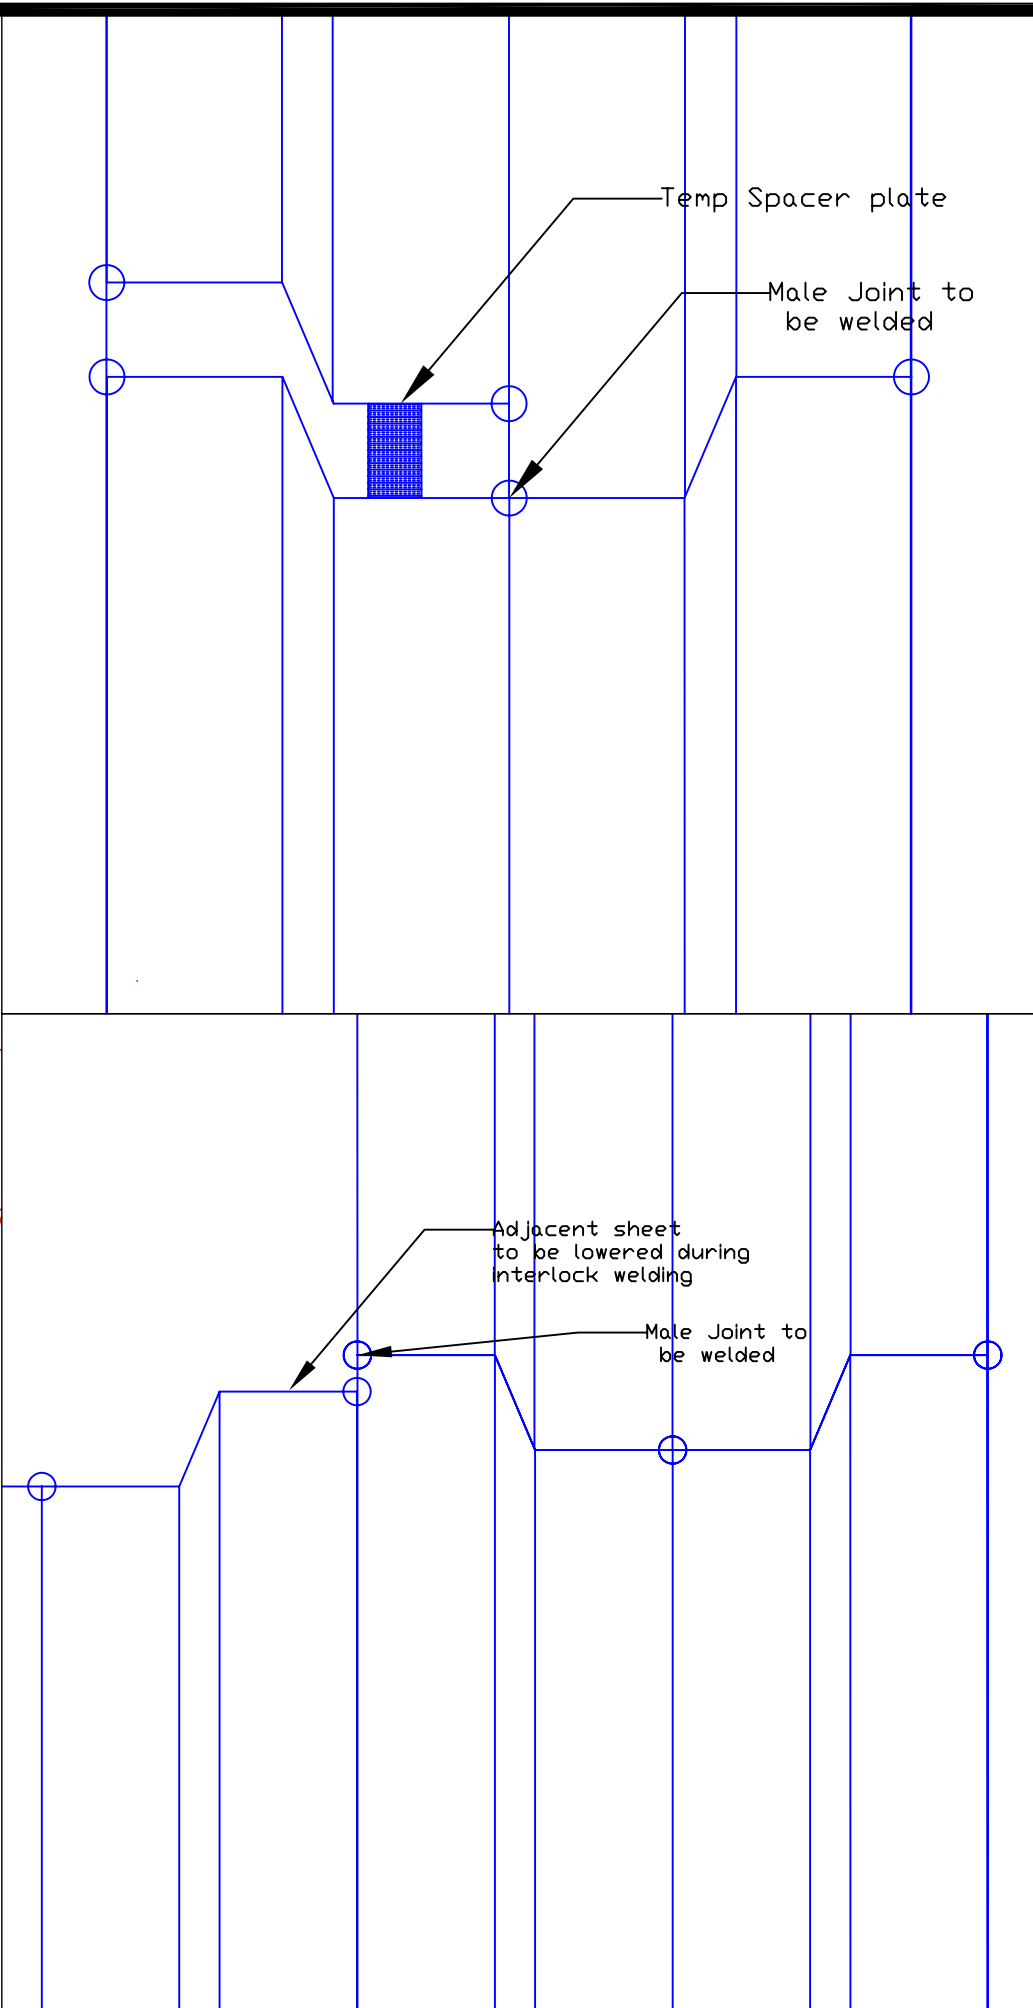 Temp Spacer plate
Male Joint to
be welded
Adjacent sheet
to be lowered during
interlock welding
Male Joint to
be welded